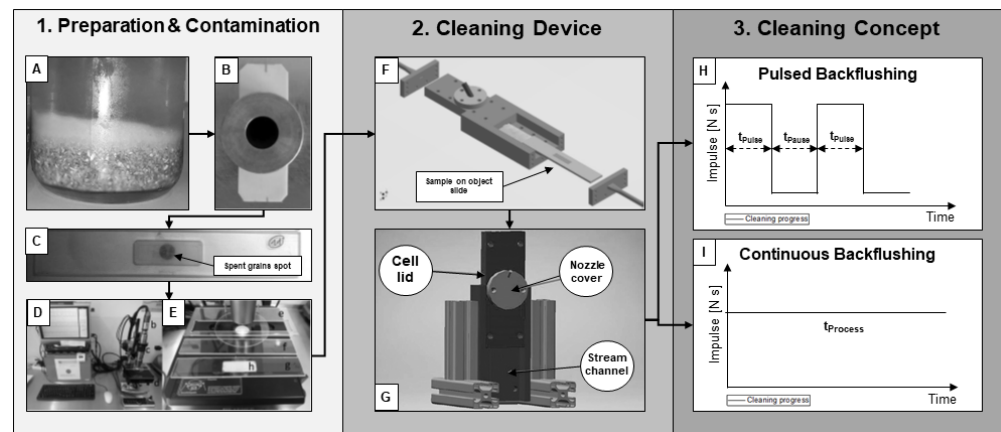 1. Preparation & Contamination
A
B
C
Spent grains spot
D
E
e
f
g
h
b
2. Cleaning Device
F
Sample on object
slide
Cell
lid
Nozzle
cover
Stream
channel
G
3. Cleaning Concept
H
Pulsed Backflushing
Impulse [N s]
tPulse
tPause
tPulse
Cleaning progress
Time
I
Continuous Backflushing
Impulse [N s]
tProcess
Cleaning progress
Time